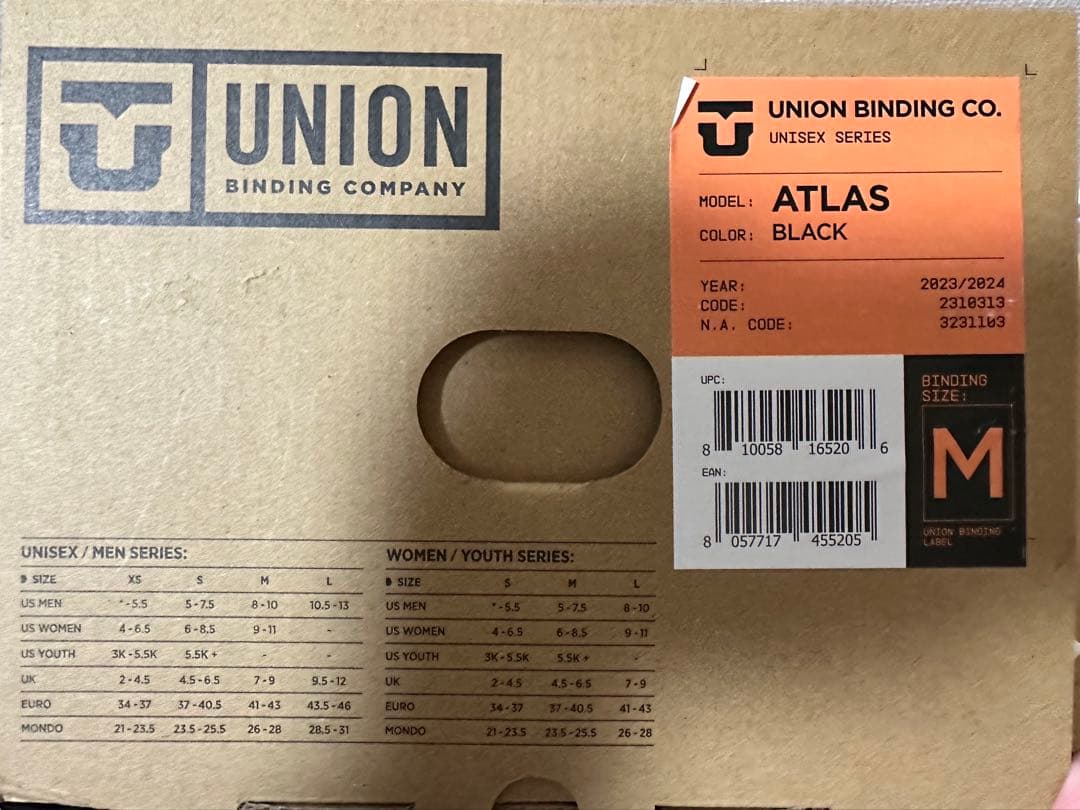 UNION
BINDING COMPANY
UNION BINDING CO.
UNISEX SERIES
MODEL: ATLAS
COLOR: BLACK
YEAR: 2023/2024
CODE: 2310313
N.A. CODE: 3231103
UPC:
8 10058 16520 6
EAN:
8 057717 455205
BINDING
SIZE:
M
UNION BINDING
LABEL
UNISEX / MEN SERIES:
SIZE XS S M L
US MEN *-5.5 5-7.5 8-10 10.5-13
US WOMEN 4-6.5 6-8.5 9-11 -
US YOUTH 3K-5.5K 5.5K+ - -
UK 2-4.5 4.5-6.5 7-9 9.5-12
EURO 34-37 37-40.5 41-43 43.5-46
MONDO 21-23.5 23.5-25.5 26-28 28.5-31
WOMEN / YOUTH SERIES:
SIZE S M L
US MEN *-5.5 5-7.5 8-10
US WOMEN 4-6.5 6-8.5 9-11
US YOUTH 3K-5.5K 5.5K+ -
UK 2-4.5 4.5-6.5 7-9
EURO 34-37 37-40.5 41-43
MONDO 21-23.5 23.5-25.5 26-28